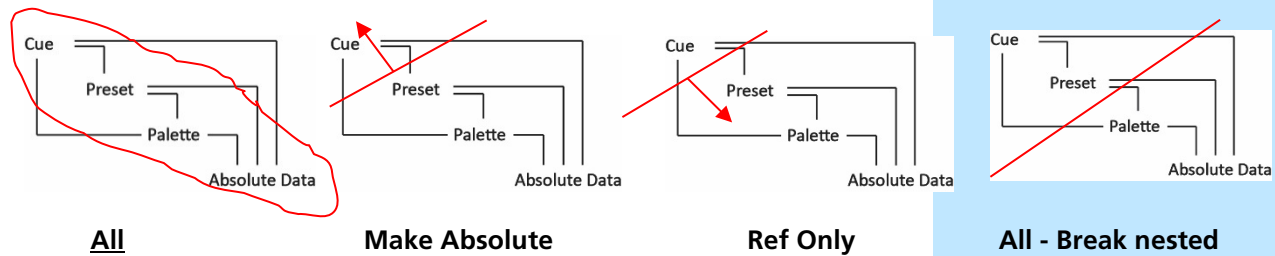 Cue
Preset
Palette
Absolute Data
All
Cue
Preset
Palette
Absolute Data
Make Absolute
Cue
Preset
Palette
Absolute Data
Ref Only
Cue
Preset
Palette
Absolute Data
All - Break nested